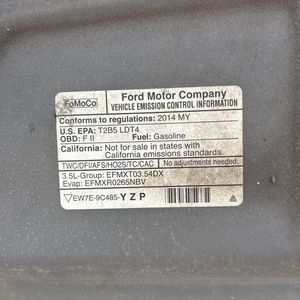 FoMoCo
Ford Motor Company
VEHICLE EMISSION CONTROL INFORMATION
Conforms to regulations: 2014 MY
U.S. EPA: T2B5 LDT4
OBD: F II Fuel: Gasoline
California: Not for sale in states with
California emissions standards.
TWC/DFI/AFS/HO2S/TC/CAC No adjustments needed.
3.5L-Group: EFMXT03.54DX
Evap: EFMXR0265NBV
EW7E-9C485-Y Z P